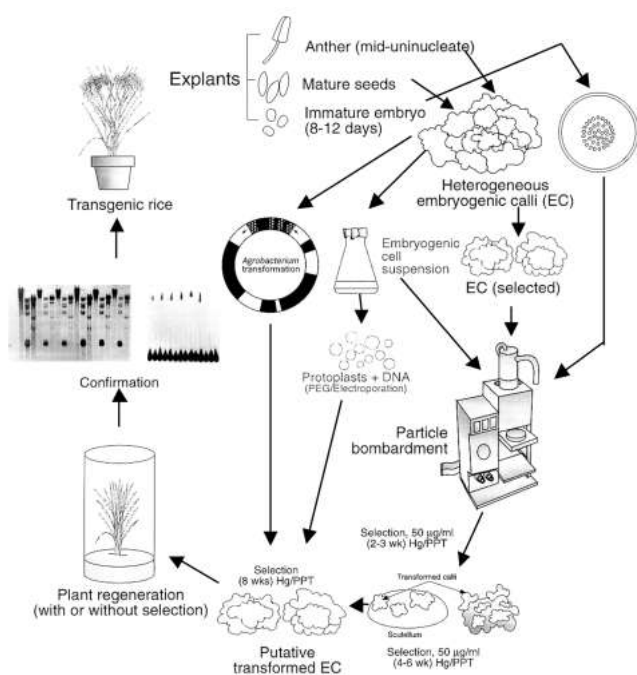 Explants
Anther (mid-uninucleate)
Mature seeds
Immature embryo
(8-12 days)
Heterogeneous
embryogenic calli (EC)
Transgenic rice
Agrobacterium
transformation
Embryogenic
cell
suspension
EC (selected)
Confirmation
Protoplasts + DNA
(PEG/Electroporation)
Particle
bombardment
Selection, 50 µg/ml
(2-3 wk) Hg/PPT
Plant regeneration
(with or without selection)
Selection
(8 wks) Hg/PPT
Transformed calli
Scutellum
Putative
transformed EC
Selection, 50 µg/ml
(4-6 wk) Hg/PPT